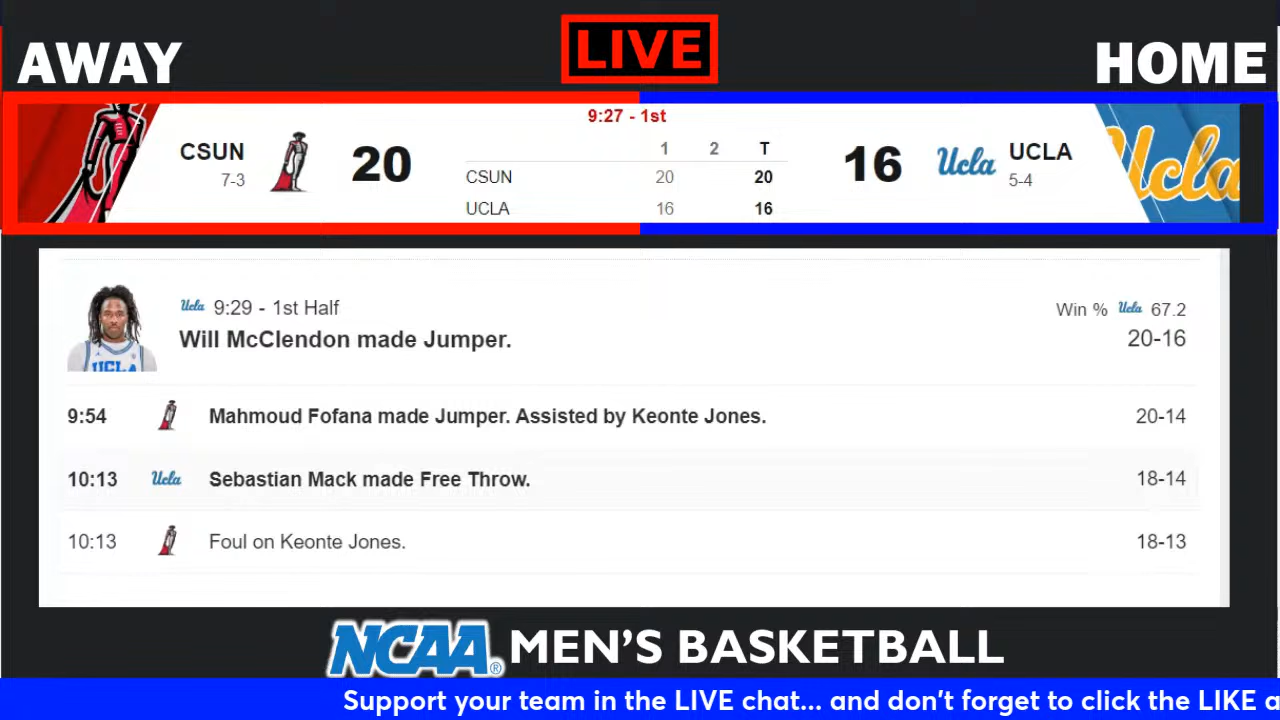 LIVE
AWAY
HOME
9:27 - 1st
CSUN
7-3
20
1 2 T
CSUN 20 20
UCLA 16 16
16
Ucla
UCLA
5-4
Ucla
Ucla 9:29 - 1st Half
Win % Ucla 67.2
Will McClendon made Jumper.
20-16
UCLA
9:54 Mahmoud Fofana made Jumper. Assisted by Keonte Jones. 20-14
10:13 Ucla Sebastian Mack made Free Throw. 18-14
10:13 Foul on Keonte Jones. 18-13
NCAA® MEN'S BASKETBALL
Support your team in the LIVE chat... and don't forget to click the LIKE a